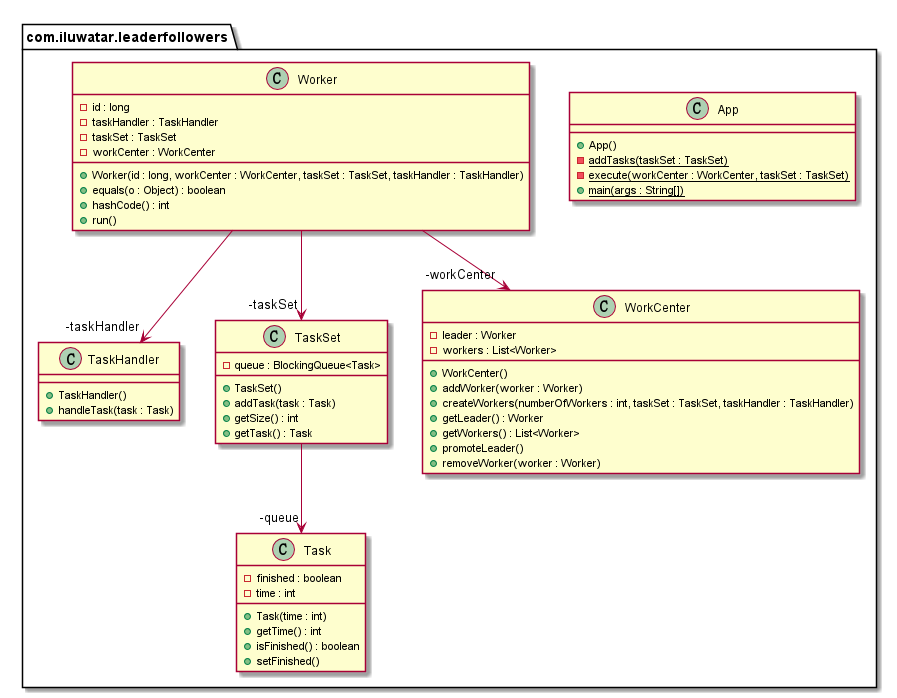 com.iluwatar.leaderfollowers
C Worker
id : long
taskHandler : TaskHandler
taskSet : TaskSet
workCenter : WorkCenter
Worker(id : long, workCenter : WorkCenter, taskSet : TaskSet, taskHandler : TaskHandler)
equals(o : Object) : boolean
hashCode() : int
run()
C App
App()
addTasks(taskSet : TaskSet)
execute(workCenter : WorkCenter, taskSet : TaskSet)
main(args : String[])
-taskHandler
-taskSet
-workCenter
C TaskHandler
TaskHandler()
handleTask(task : Task)
C TaskSet
queue : BlockingQueue<Task>
TaskSet()
addTask(task : Task)
getSize() : int
getTask() : Task
C WorkCenter
leader : Worker
workers : List<Worker>
WorkCenter()
addWorker(worker : Worker)
createWorkers(numberOfWorkers : int, taskSet : TaskSet, taskHandler : TaskHandler)
getLeader() : Worker
getWorkers() : List<Worker>
promoteLeader()
removeWorker(worker : Worker)
-queue
C Task
finished : boolean
time : int
Task(time : int)
getTime() : int
isFinished() : boolean
setFinished()